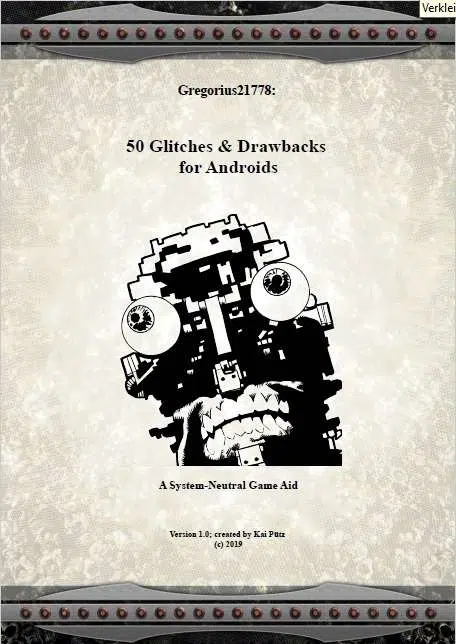 Verklei
Gregorius21778:
50 Glitches & Drawbacks
for Androids
A System-Neutral Game Aid
Version 1.0; created by Kai Pütz
(c) 2019